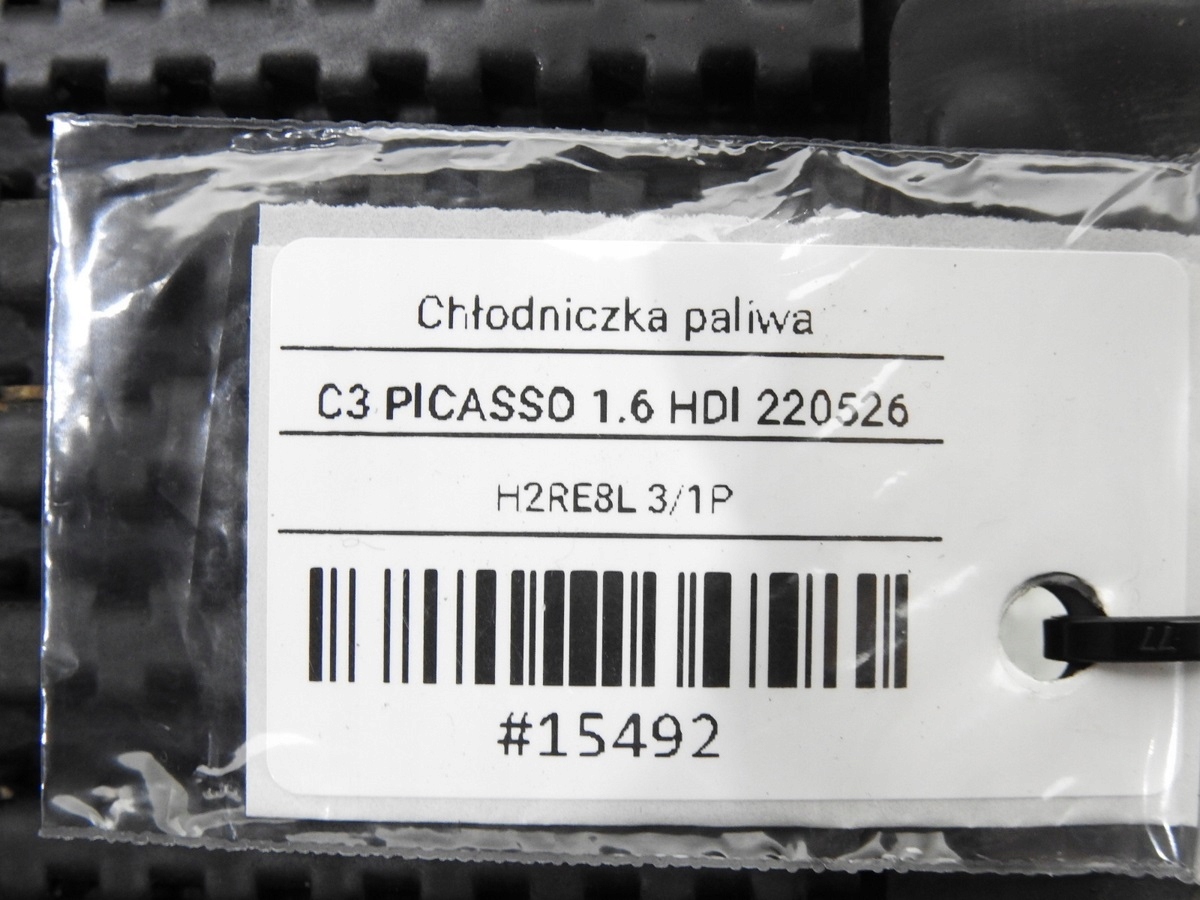 Chłodniczka paliwa
C3 PICASSO 1.6 HDI 220526
H2RE8L 3/1P
#15492